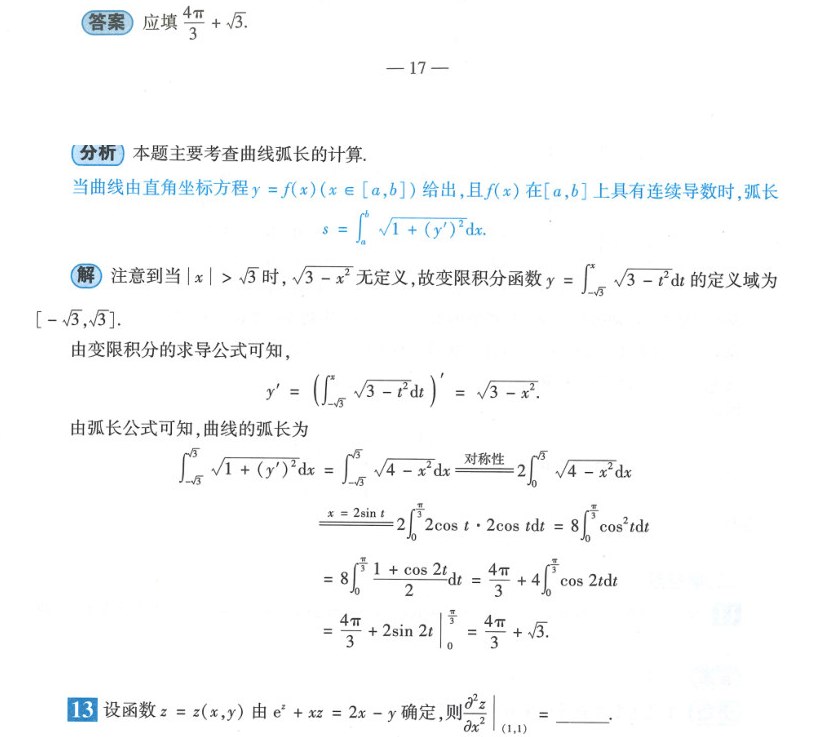 答案 应填 4π/3 + √3.
— 17 —
分析 本题主要考查曲线弧长的计算.
当曲线由直角坐标方程 y = f(x)(x ∈ [a,b]) 给出,且 f(x) 在[a,b] 上具有连续导数时,弧长
s = ∫_a^b √(1 + (y′)²)dx.
解 注意到当 |x| > √3 时, √(3 − x²) 无定义,故变限积分函数 y = ∫_{−√3}^x √(3 − t²)dt 的定义域为
[−√3,√3].
由变限积分的求导公式可知,
y′ = (∫_{−√3}^x √(3 − t²)dt)′ = √(3 − x²).
由弧长公式可知,曲线的弧长为
∫_{−√3}^{√3} √(1 + (y′)²)dx = ∫_{−√3}^{√3} √(4 − x²)dx 对称性 = 2∫_0^{√3} √(4 − x²)dx
x = 2sin t = 2∫_0^{π/3} 2cos t · 2cos tdt = 8∫_0^{π/3} cos²tdt
= 8∫_0^{π/3} (1 + cos 2t)/2 dt = 4π/3 + 4∫_0^{π/3} cos 2tdt
= 4π/3 + 2sin 2t |_0^{π/3} = 4π/3 + √3.
13 设函数 z = z(x,y) 由 e^z + xz = 2x − y 确定,则 ∂²z/∂x² |_(1,1) = ______.